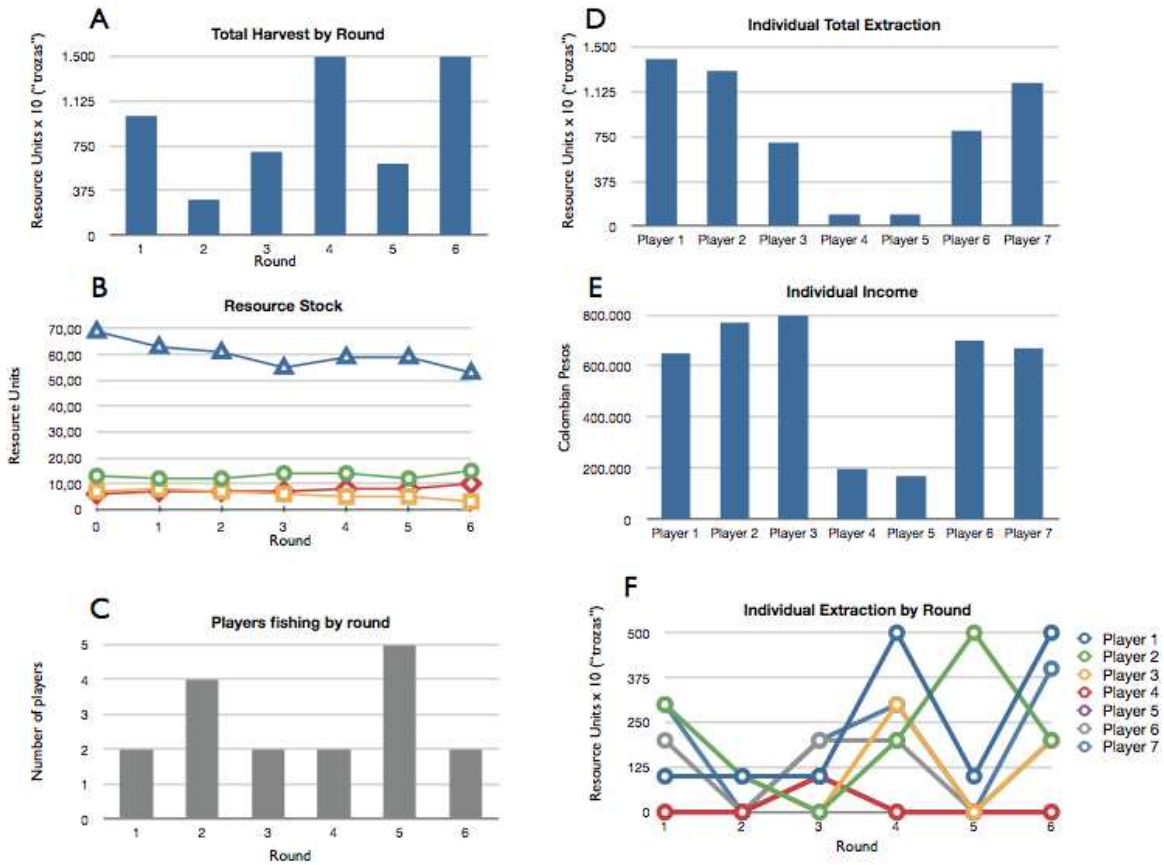 A
Total Harvest by Round
Resource Units x 10 ("trozas")
1.500
1.125
750
375
0
1 2 3 4 5 6
Round
B
Resource Stock
Resource Units
70,00
60,00
50,00
40,00
30,00
20,00
10,00
0
0 1 2 3 4 5 6
Round
C
Players fishing by round
Number of players
5
4
3
2
1
0
1 2 3 4 5 6
Round
D
Individual Total Extraction
Resource Units x 10 ("trozas")
1.500
1.125
750
375
0
Player 1 Player 2 Player 3 Player 4 Player 5 Player 6 Player 7
E
Individual Income
Colombian Pesos
800.000
600.000
400.000
200.000
0
Player 1 Player 2 Player 3 Player 4 Player 5 Player 6 Player 7
F
Individual Extraction by Round
Resource Units x 10 ("trozas")
500
375
250
125
0
1 2 3 4 5 6
Round
Player 1
Player 2
Player 3
Player 4
Player 5
Player 6
Player 7